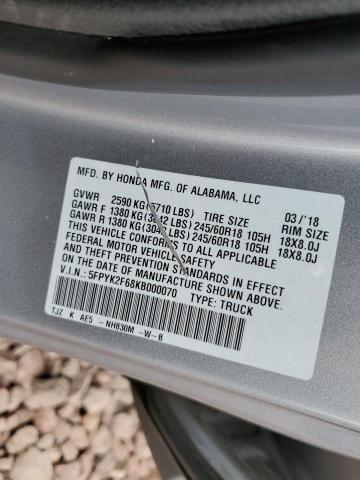 MFD. BY HONDA MFG. OF ALABAMA, LLC
GVWR 2590 KG (5710 LBS) TIRE SIZE 03/'18 RIM SIZE
GAWR F 1380 KG (3042 LBS) 245/60R18 105H 18X8.0J
GAWR R 1380 KG (3042 LBS) 245/60R18 105H 18X8.0J
THIS VEHICLE CONFORMS TO ALL APPLICABLE
FEDERAL MOTOR VEHICLE SAFETY
AND THEFT PREVENTION STANDARDS IN EFFECT
ON THE DATE OF MANUFACTURE SHOWN ABOVE.
V.I.N.: 5FPYK2F68KB000070 TYPE: TRUCK
TJZ K AE5 - NH830M -W-B